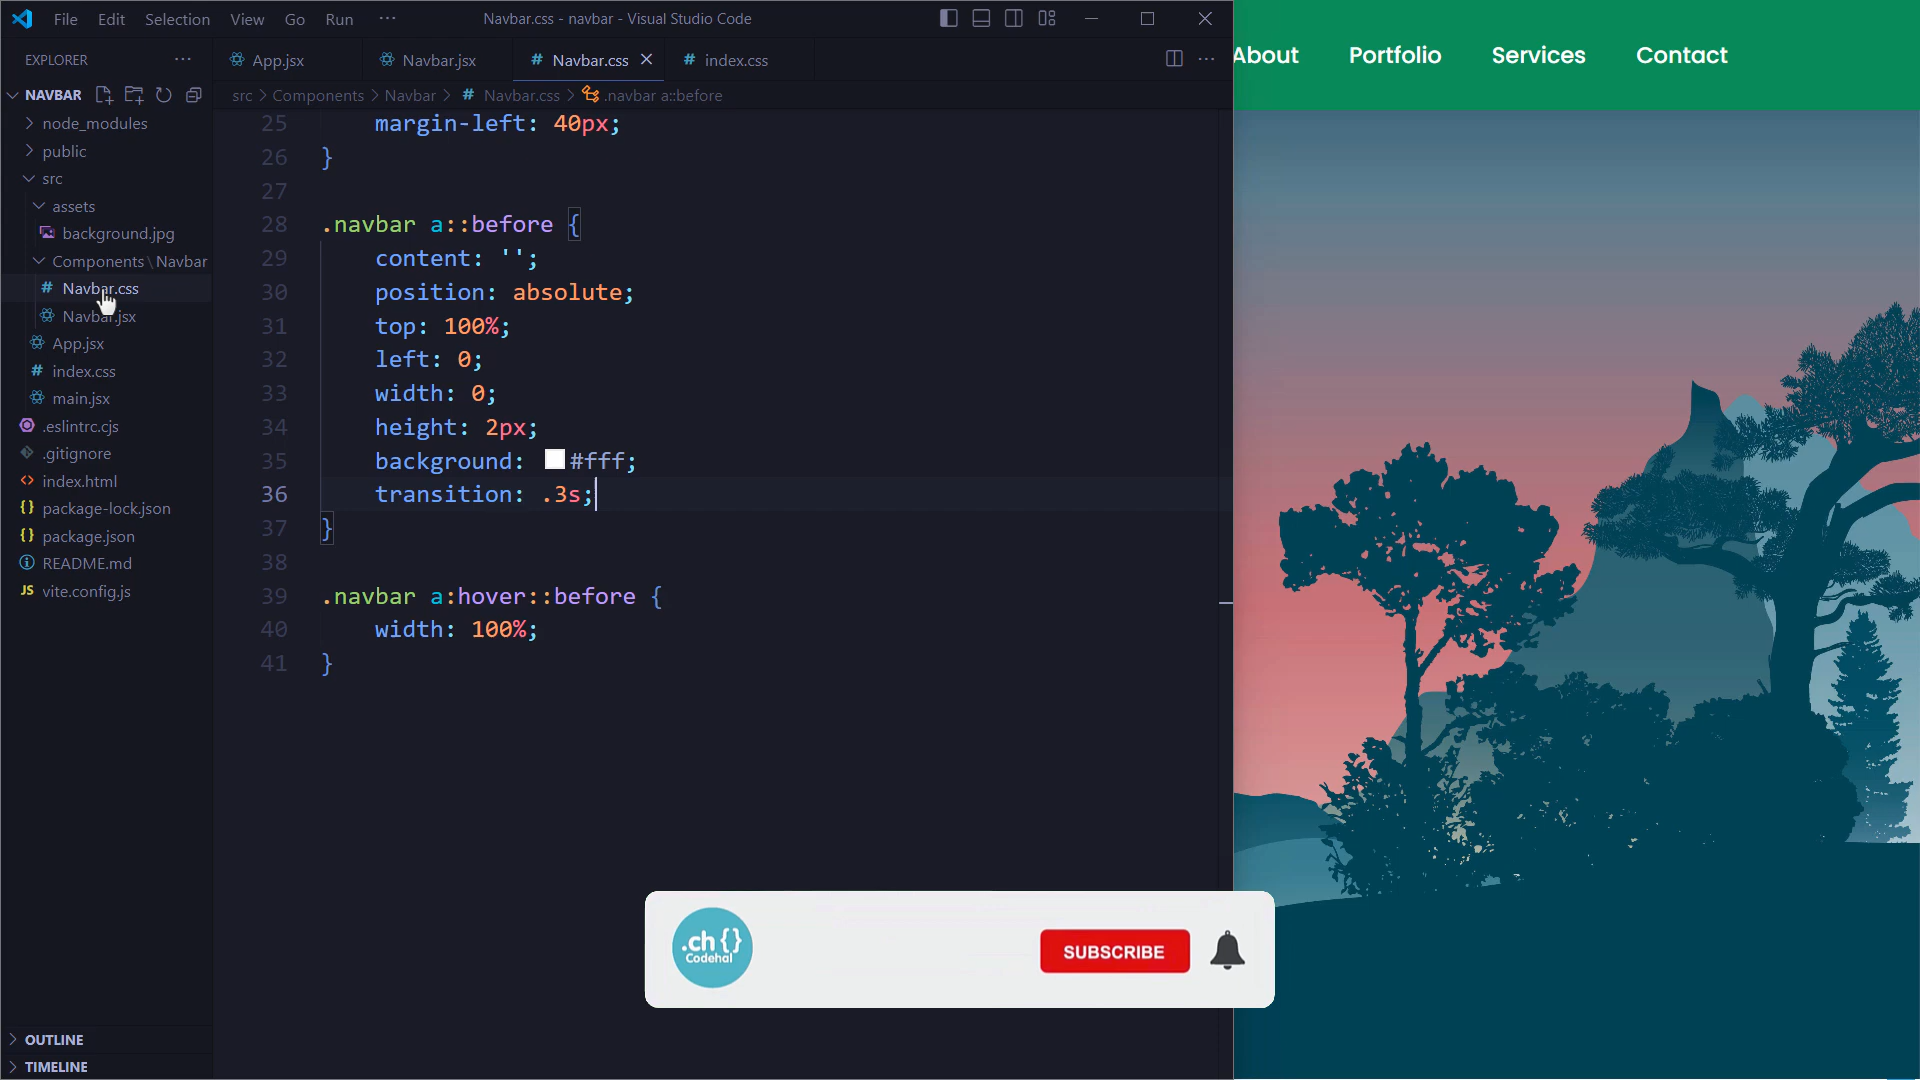 File Edit Selection View Go Run ··· Navbar.css - navbar - Visual Studio Code
About Portfolio Services Contact
EXPLORER ···
App.jsx Navbar.jsx # Navbar.css # index.css ···
NAVBAR
src > Components > Navbar > # Navbar.css > .navbar a::before
node_modules
public
src
assets
background.jpg
Components\Navbar
# Navbar.css
Navbar.jsx
App.jsx
# index.css
main.jsx
.eslintrc.cjs
.gitignore
<> index.html
{} package-lock.json
{} package.json
README.md
JS vite.config.js
OUTLINE
TIMELINE
25 margin-left: 40px;
26 }
27
28 .navbar a::before {
29 content: '';
30 position: absolute;
31 top: 100%;
32 left: 0;
33 width: 0;
34 height: 2px;
35 background: #fff;
36 transition: .3s;
37 }
38
39 .navbar a:hover::before {
40 width: 100%;
41 }
.ch {}
Codehal
SUBSCRIBE